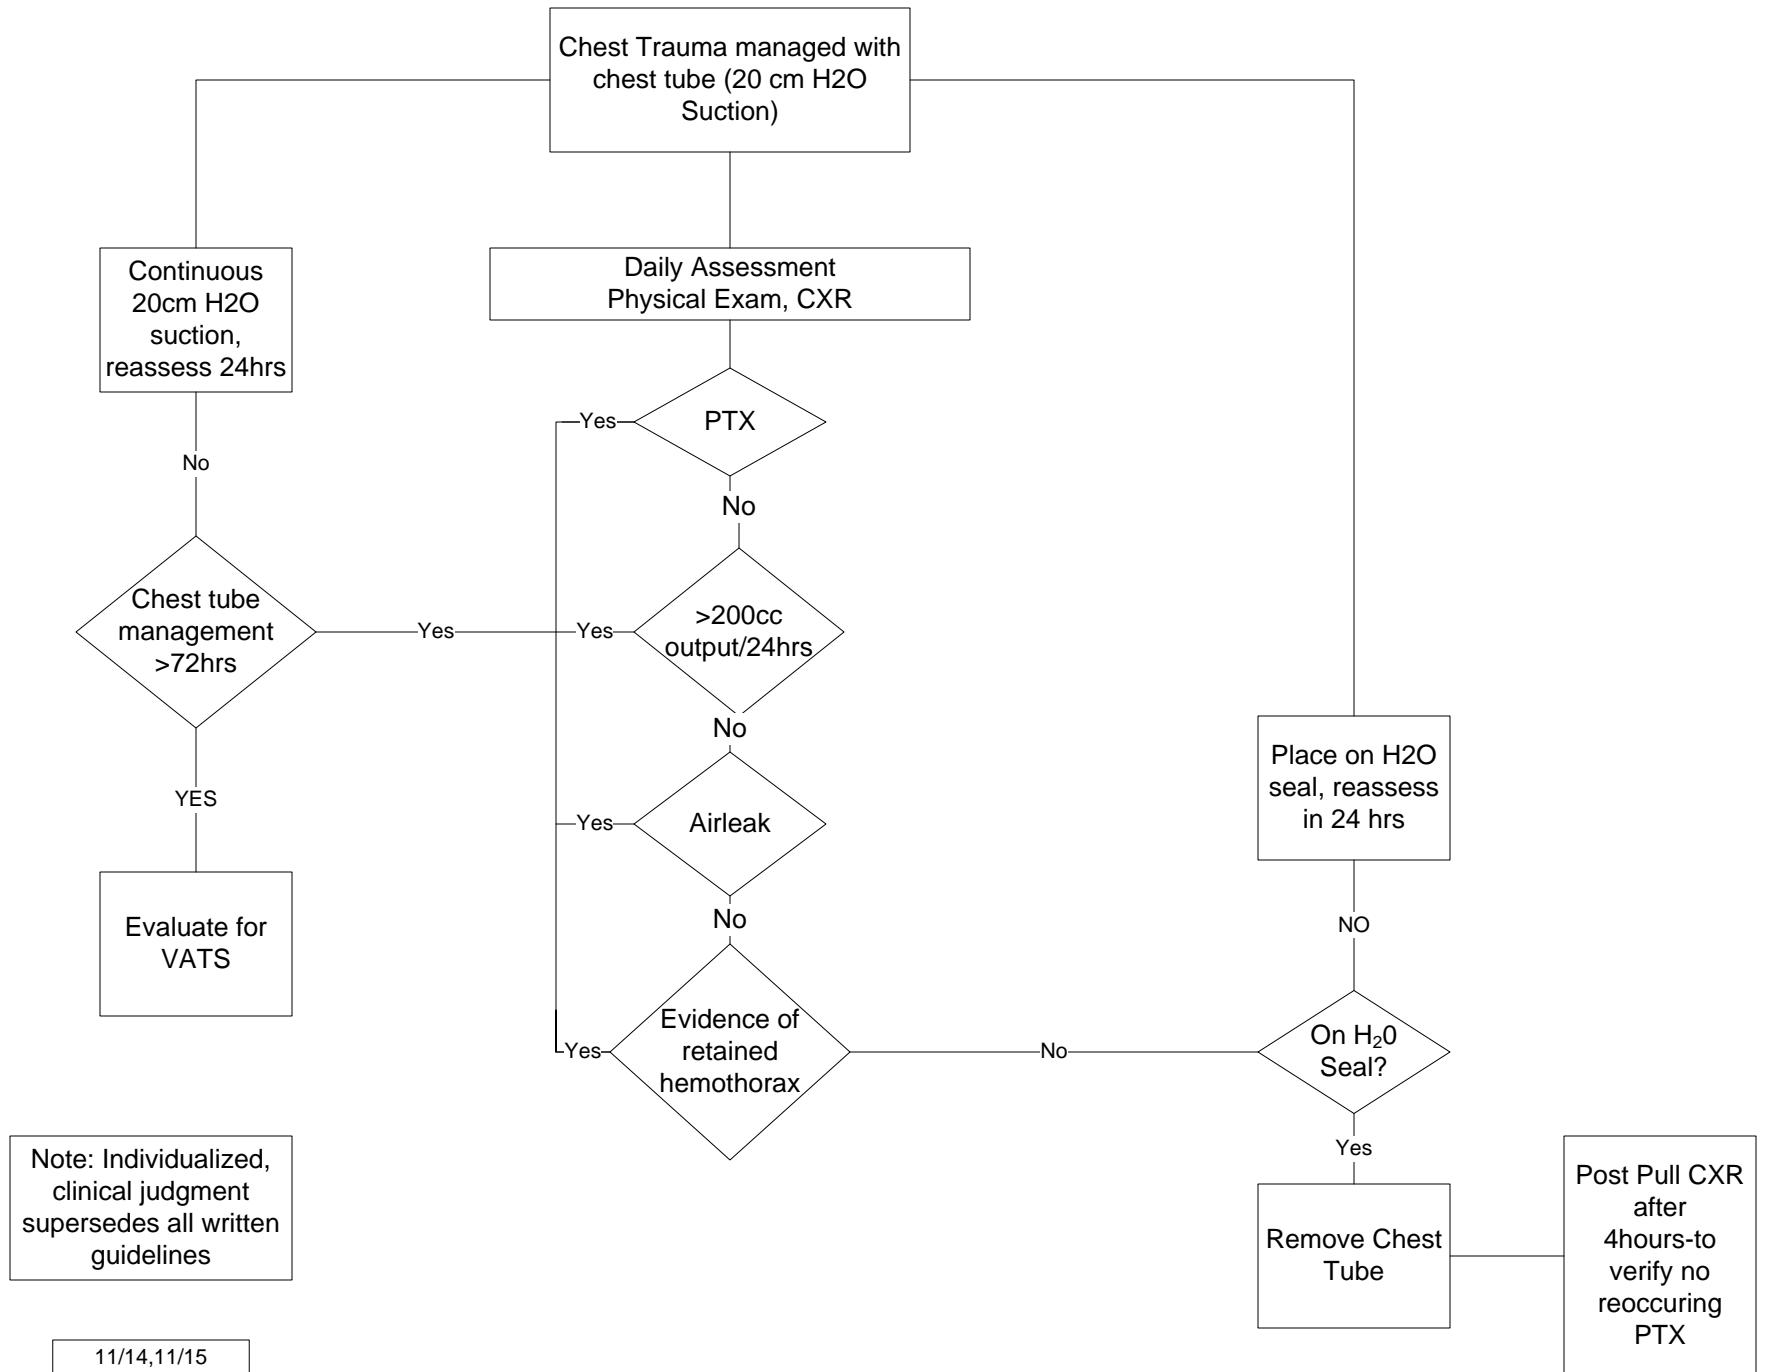 Chest Trauma managed with
chest tube (20 cm H2O
Suction)
Continuous
20cm H2O
suction,
reassess 24hrs
Daily Assessment
Physical Exam, CXR
Yes
PTX
No
No
Chest tube
management
>72hrs
Yes
Yes
>200cc
output/24hrs
No
YES
Yes
Airleak
Place on H2O
seal, reassess
in 24 hrs
Evaluate for
VATS
No
NO
Yes
Evidence of
retained
hemothorax
No
On H₂0
Seal?
Yes
Note: Individualized,
clinical judgment
supersedes all written
guidelines
Remove Chest
Tube
Post Pull CXR
after
4hours-to
verify no
reoccuring
PTX
11/14,11/15